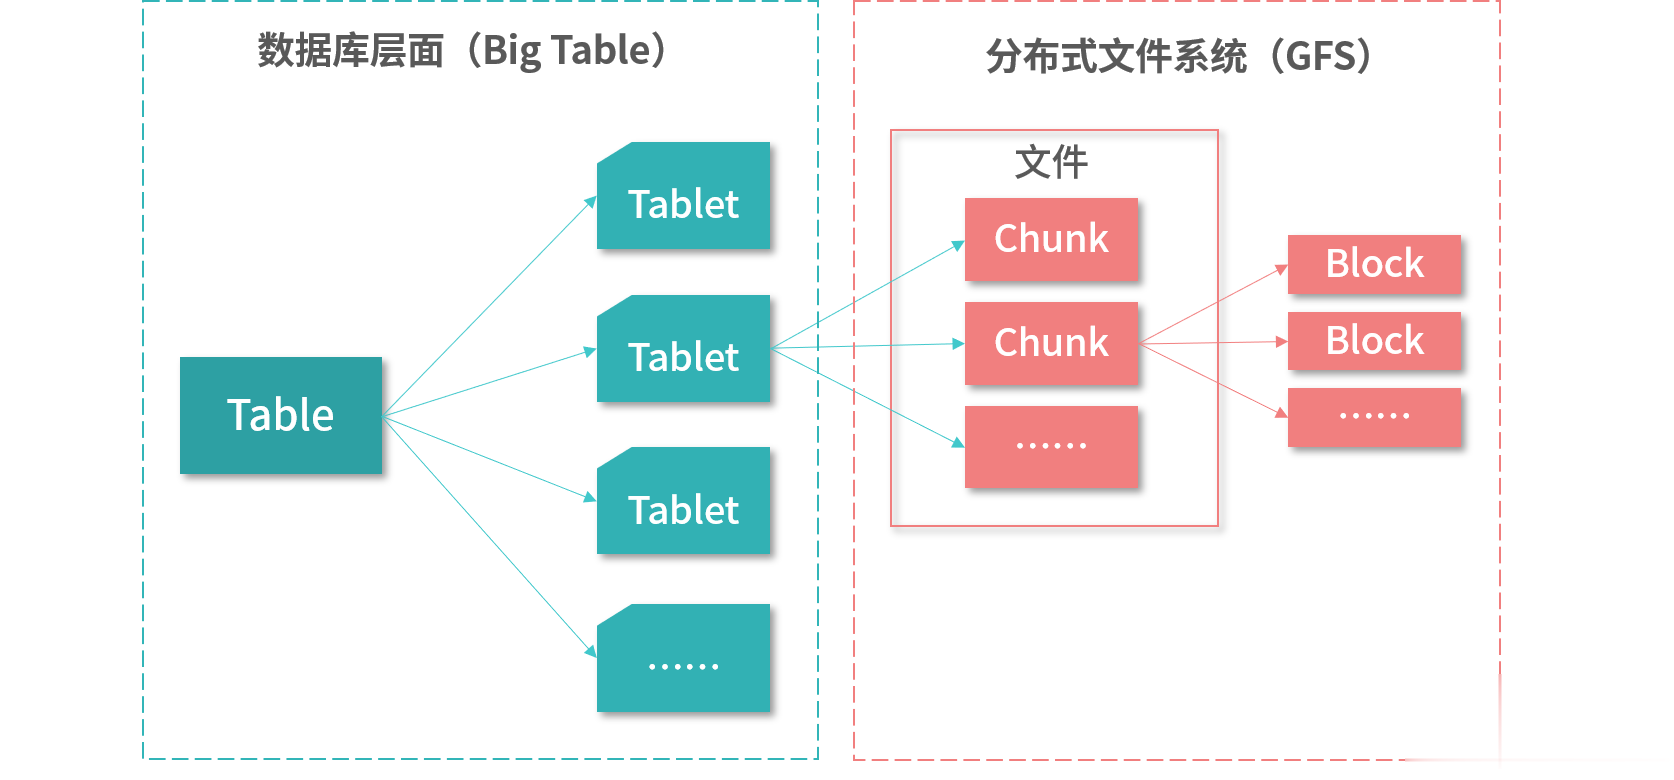 数据库层面（Big Table）
Table
Tablet
Tablet
Tablet
……
分布式文件系统（GFS）
文件
Chunk
Chunk
……
Block
Block
……